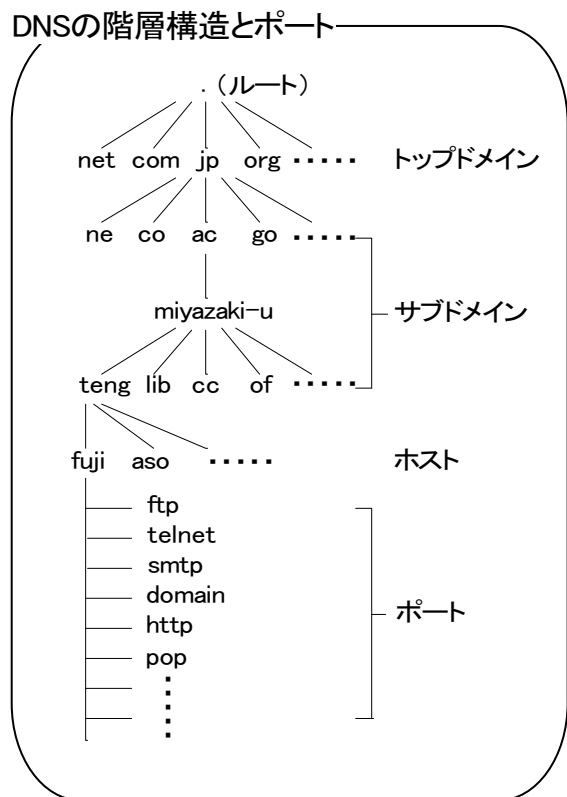 DNSの階層構造とポート
. (ルート)
net com jp org ・・・・・ トップドメイン
ne co ac go ・・・・・
miyazaki-u サブドメイン
teng lib cc of ・・・・・
fuji aso ・・・・・ ホスト
ftp
telnet
smtp
domain
http ポート
pop